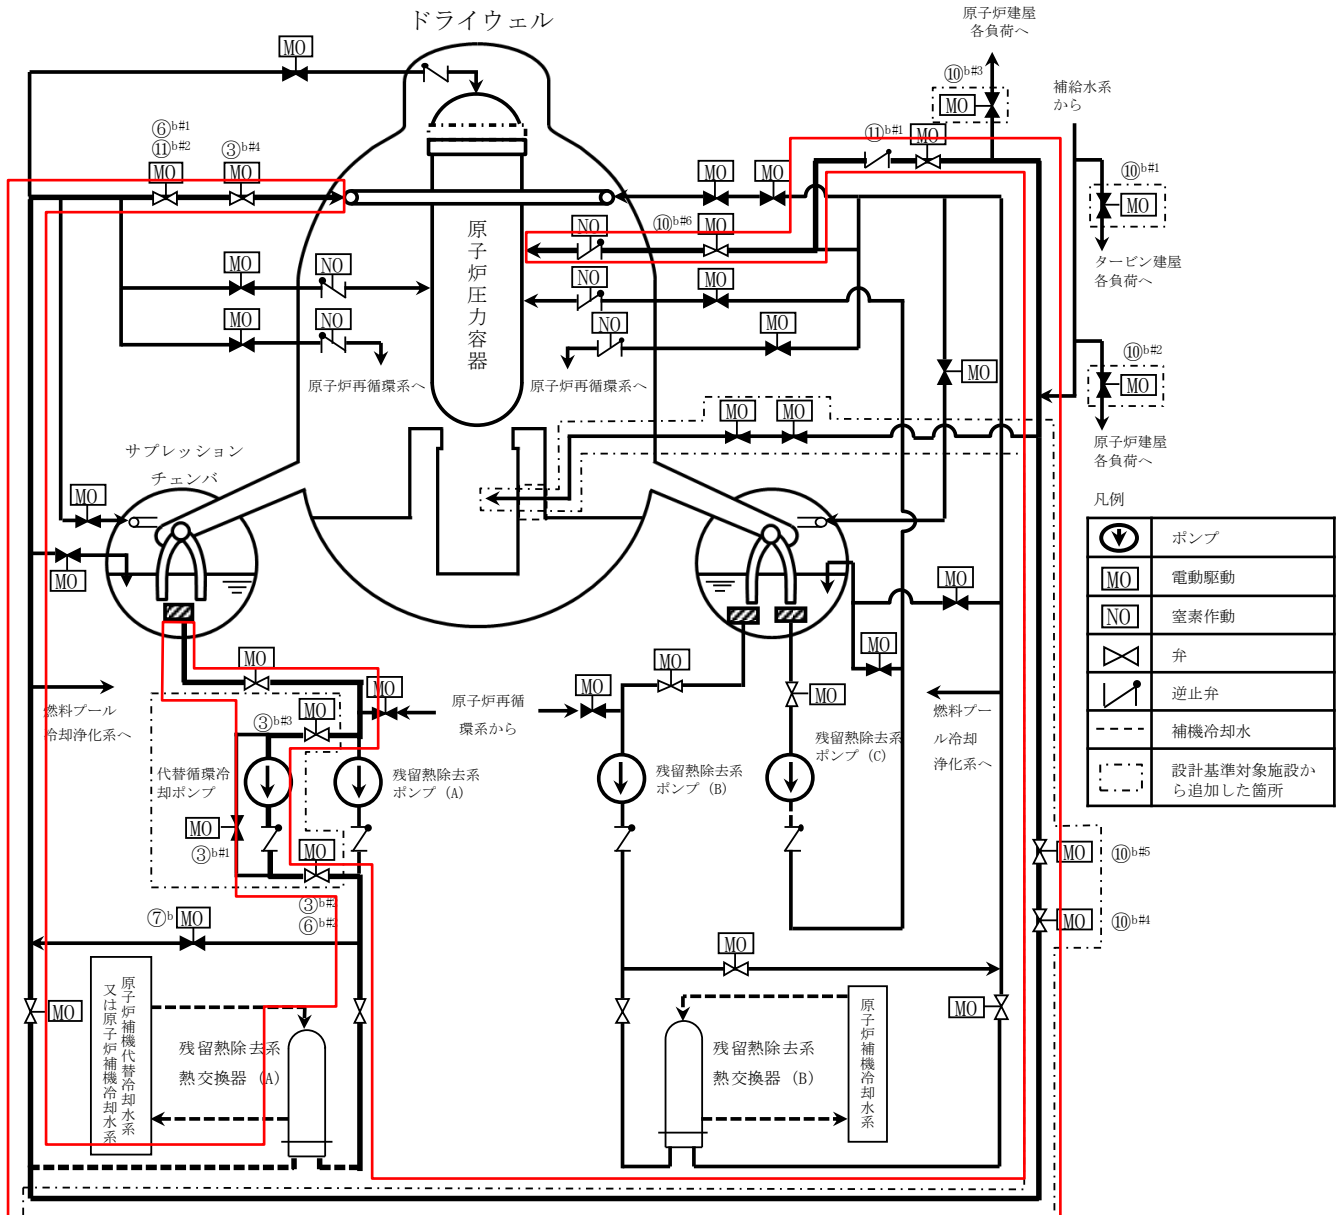 ドライウェル
原子炉建屋
各負荷へ
⑩b#3
MO
補給水系
から
MO
⑥b#1
⑪b#2
③b#4
MO
MO
⑪b#1
MO
⑩b#1
MO
タービン建屋
各負荷へ
MO
MO
原子炉圧力容器
NO
⑩b#6
MO
MO
NO
NO
MO
MO
NO
NO
MO
原子炉再循環系へ
原子炉再循環系へ
MO
⑩b#2
MO
原子炉建屋
各負荷へ
MO
MO
サプレッション
チェンバ
MO
MO
凡例
ポンプ
MO
電動駆動
NO
窒素作動
弁
逆止弁
補機冷却水
設計基準対象施設か
ら追加した箇所
MO
MO
MO
MO
MO
MO
MO
燃料プール
冷却浄化系へ
③b#3
MO
原子炉再循
環系から
燃料プー
ル冷却
浄化系へ
代替循環冷
却ポンプ
残留熱除去系
ポンプ（A）
残留熱除去系
ポンプ（B）
残留熱除去系
ポンプ（C）
MO
③b#1
MO
③b#2
⑥b#2
MO
⑩b#5
MO
⑩b#4
⑦b
MO
MO
MO
MO
原子炉補機代替冷却水系
又は原子炉補機冷却水系
残留熱除去系
熱交換器（A）
残留熱除去系
熱交換器（B）
原子炉補機冷却水系